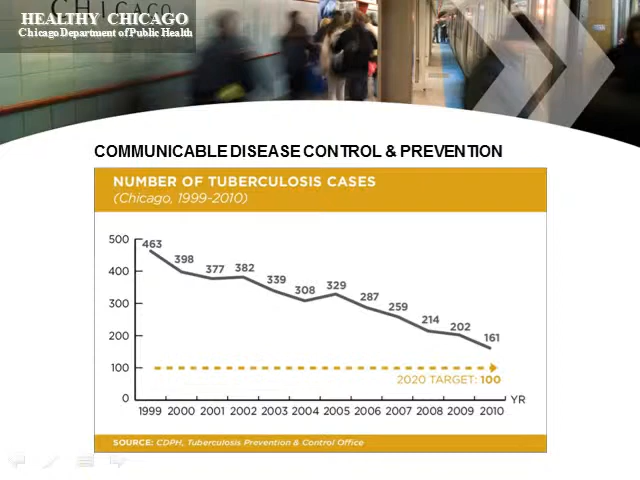 CHICAGO
HEALTHY CHICAGO
Chicago Department of Public Health
COMMUNICABLE DISEASE CONTROL & PREVENTION
NUMBER OF TUBERCULOSIS CASES
(Chicago, 1999-2010)
500
400
300
200
100
0
463
398
377
382
339
308
329
287
259
214
202
161
2020 TARGET: 100
1999 2000 2001 2002 2003 2004 2005 2006 2007 2008 2009 2010 YR
SOURCE: CDPH, Tuberculosis Prevention & Control Office